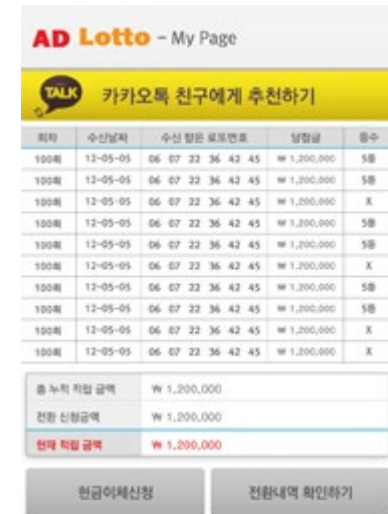 AD Lotto - My Page
TALK 카카오톡 친구에게 추천하기
회차 수신날짜 수신 받은 로또번호 당첨금 등수
100회 12-05-05 06 07 22 36 42 45 ₩ 1,200,000 5등
100회 12-05-05 06 07 22 36 42 45 ₩ 1,200,000 5등
100회 12-05-05 06 07 22 36 42 45 ₩ 1,200,000 X
100회 12-05-05 06 07 22 36 42 45 ₩ 1,200,000 5등
100회 12-05-05 06 07 22 36 42 45 ₩ 1,200,000 5등
100회 12-05-05 06 07 22 36 42 45 ₩ 1,200,000 X
100회 12-05-05 06 07 22 36 42 45 ₩ 1,200,000 5등
100회 12-05-05 06 07 22 36 42 45 ₩ 1,200,000 5등
100회 12-05-05 06 07 22 36 42 45 ₩ 1,200,000 X
100회 12-05-05 06 07 22 36 42 45 ₩ 1,200,000 X
총 누적 적립 금액 ₩ 1,200,000
전환 신청금액 ₩ 1,200,000
현재 적립 금액 ₩ 1,200,000
현금이체신청 전환내역 확인하기